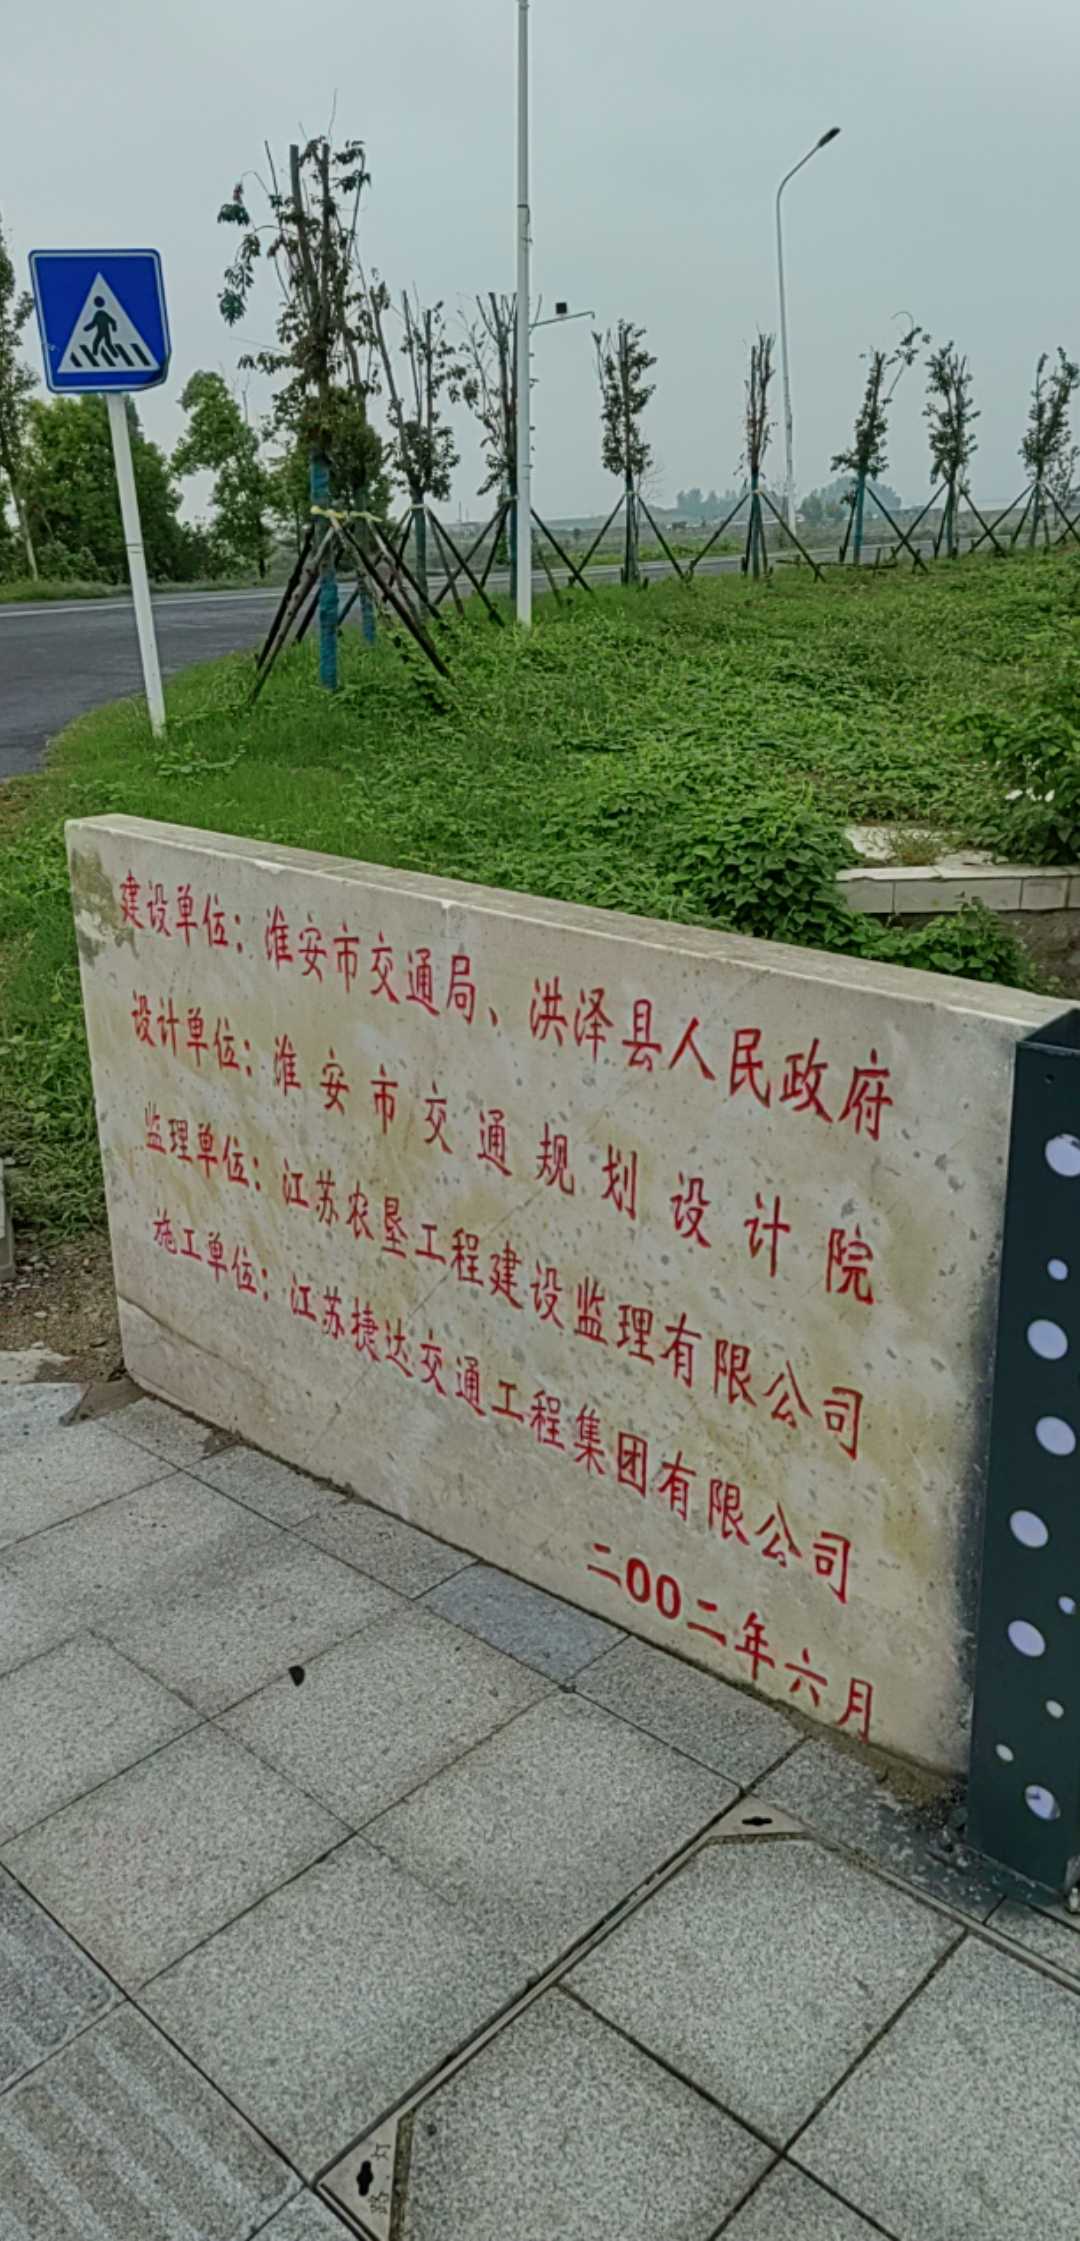 建设单位：淮安市交通局、洪泽县人民政府
设计单位：淮安市交通规划设计院
监理单位：江苏农垦工程建设监理有限公司
施工单位：江苏捷达交通工程集团有限公司
二00二年六月